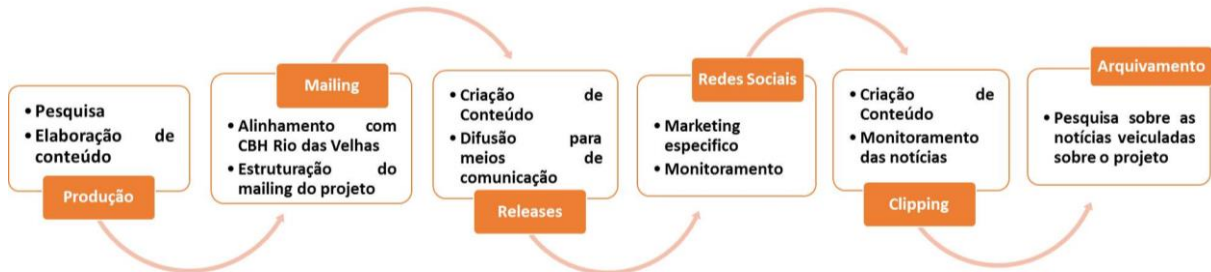 • Pesquisa
• Elaboração de
conteúdo
Produção
Mailing
• Alinhamento com
CBH Rio das Velhas
• Estruturação do
mailing do projeto
• Criação de
Conteúdo
• Difusão para
meios de
comunicação
Releases
Redes Sociais
• Marketing
especifico
• Monitoramento
• Criação de
Conteúdo
• Monitoramento
das notícias
Clipping
Arquivamento
• Pesquisa sobre as
notícias veiculadas
sobre o projeto